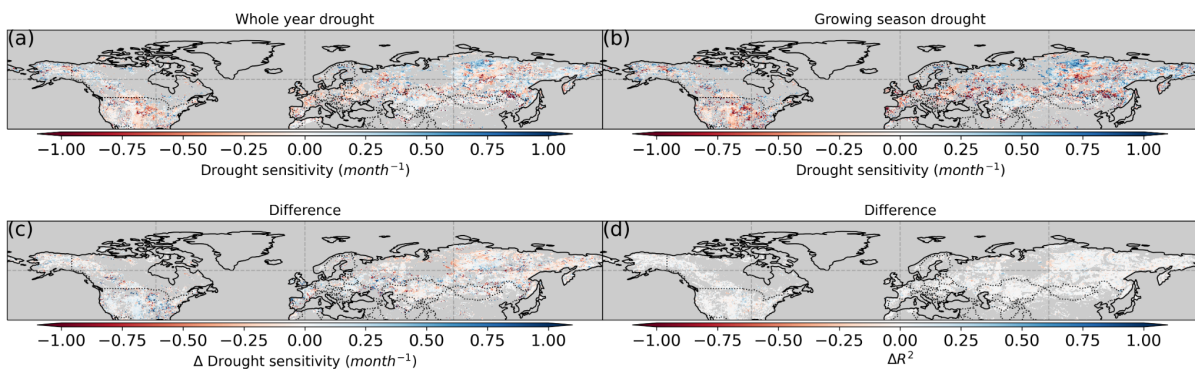 Whole year drought
Growing season drought
(a)
(b)
−1.00 −0.75 −0.50 −0.25 0.00 0.25 0.50 0.75 1.00
Drought sensitivity (month⁻¹)
−1.00 −0.75 −0.50 −0.25 0.00 0.25 0.50 0.75 1.00
Drought sensitivity (month⁻¹)
Difference
Difference
(c)
(d)
−1.00 −0.75 −0.50 −0.25 0.00 0.25 0.50 0.75 1.00
Δ Drought sensitivity (month⁻¹)
−1.00 −0.75 −0.50 −0.25 0.00 0.25 0.50 0.75 1.00
ΔR²